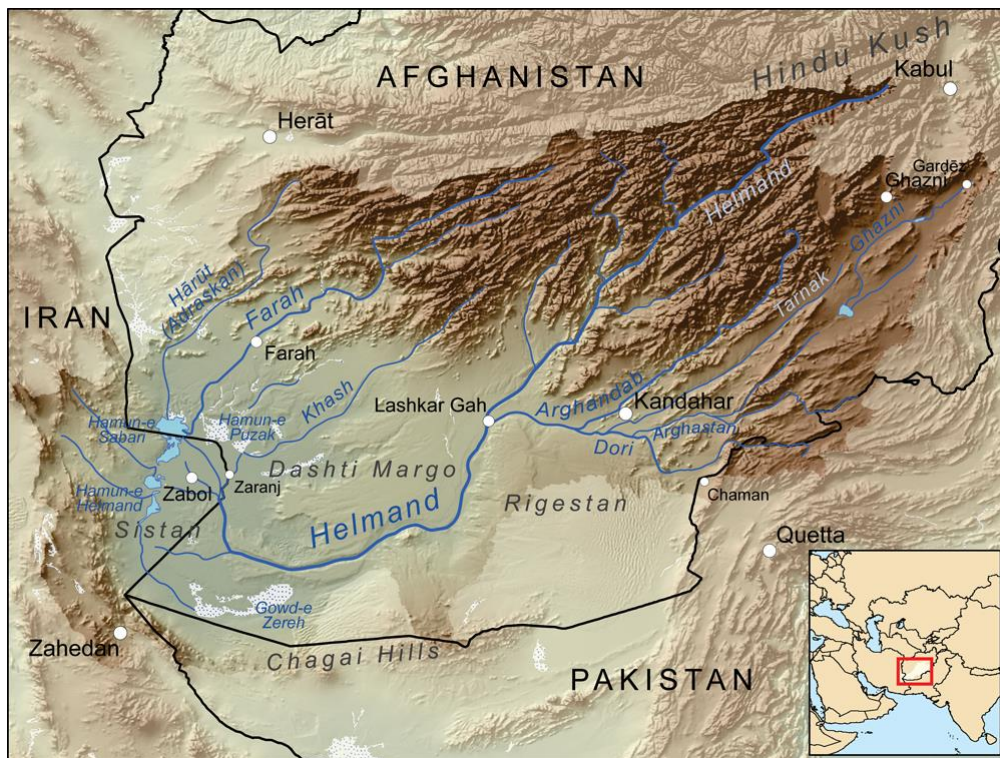 AFGHANISTAN
Hindu Kush
Kabul
Herāt
Gardēz
Ghazni
Helmand
Ghazni
Hārūt
(Adraskan)
Tarnak
IRAN
Farah
Farah
Khash
Lashkar Gah
Arghandab
Kandahar
Hamun-e
Sabari
Hamun-e
Puzak
Arghastan
Dori
Dashti Margo
Zabol
Zaranj
Hamun-e
Helmand
Chaman
Rigestan
Helmand
Sistan
Quetta
Gowd-e
Zereh
Zahedan
Chagai Hills
PAKISTAN